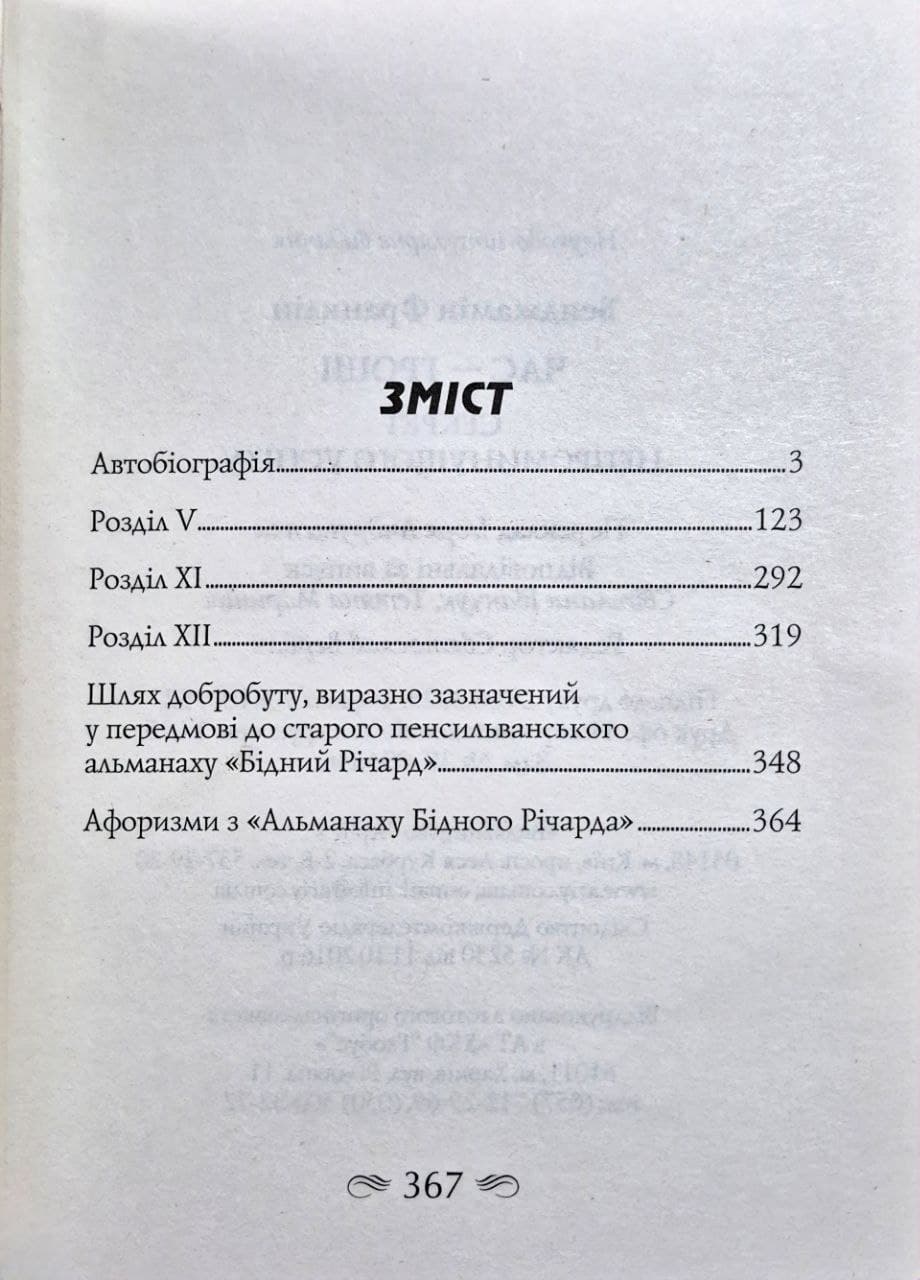 ЗМІСТ
Автобіографія.......3
Розділ V.......123
Розділ XI.......292
Розділ XII.......319
Шлях добробуту, виразно зазначений
у передмові до старого пенсильванського
альманаху «Бідний Річард».......348
Афоризми з «Альманаху Бідного Річарда».......364
367